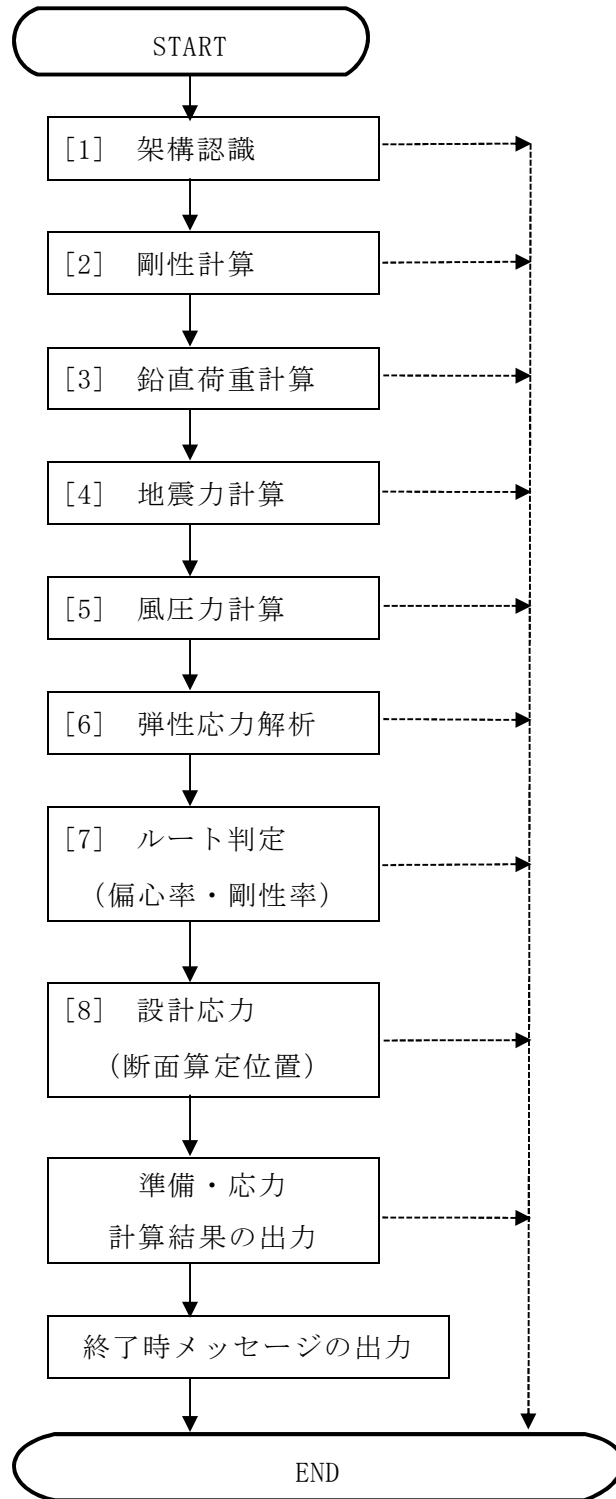 START
[1] 架構認識
[2] 剛性計算
[3] 鉛直荷重計算
[4] 地震力計算
[5] 風圧力計算
[6] 弾性応力解析
[7] ルート判定
(偏心率・剛性率)
[8] 設計応力
(断面算定位置)
準備・応力
計算結果の出力
終了時メッセージの出力
END